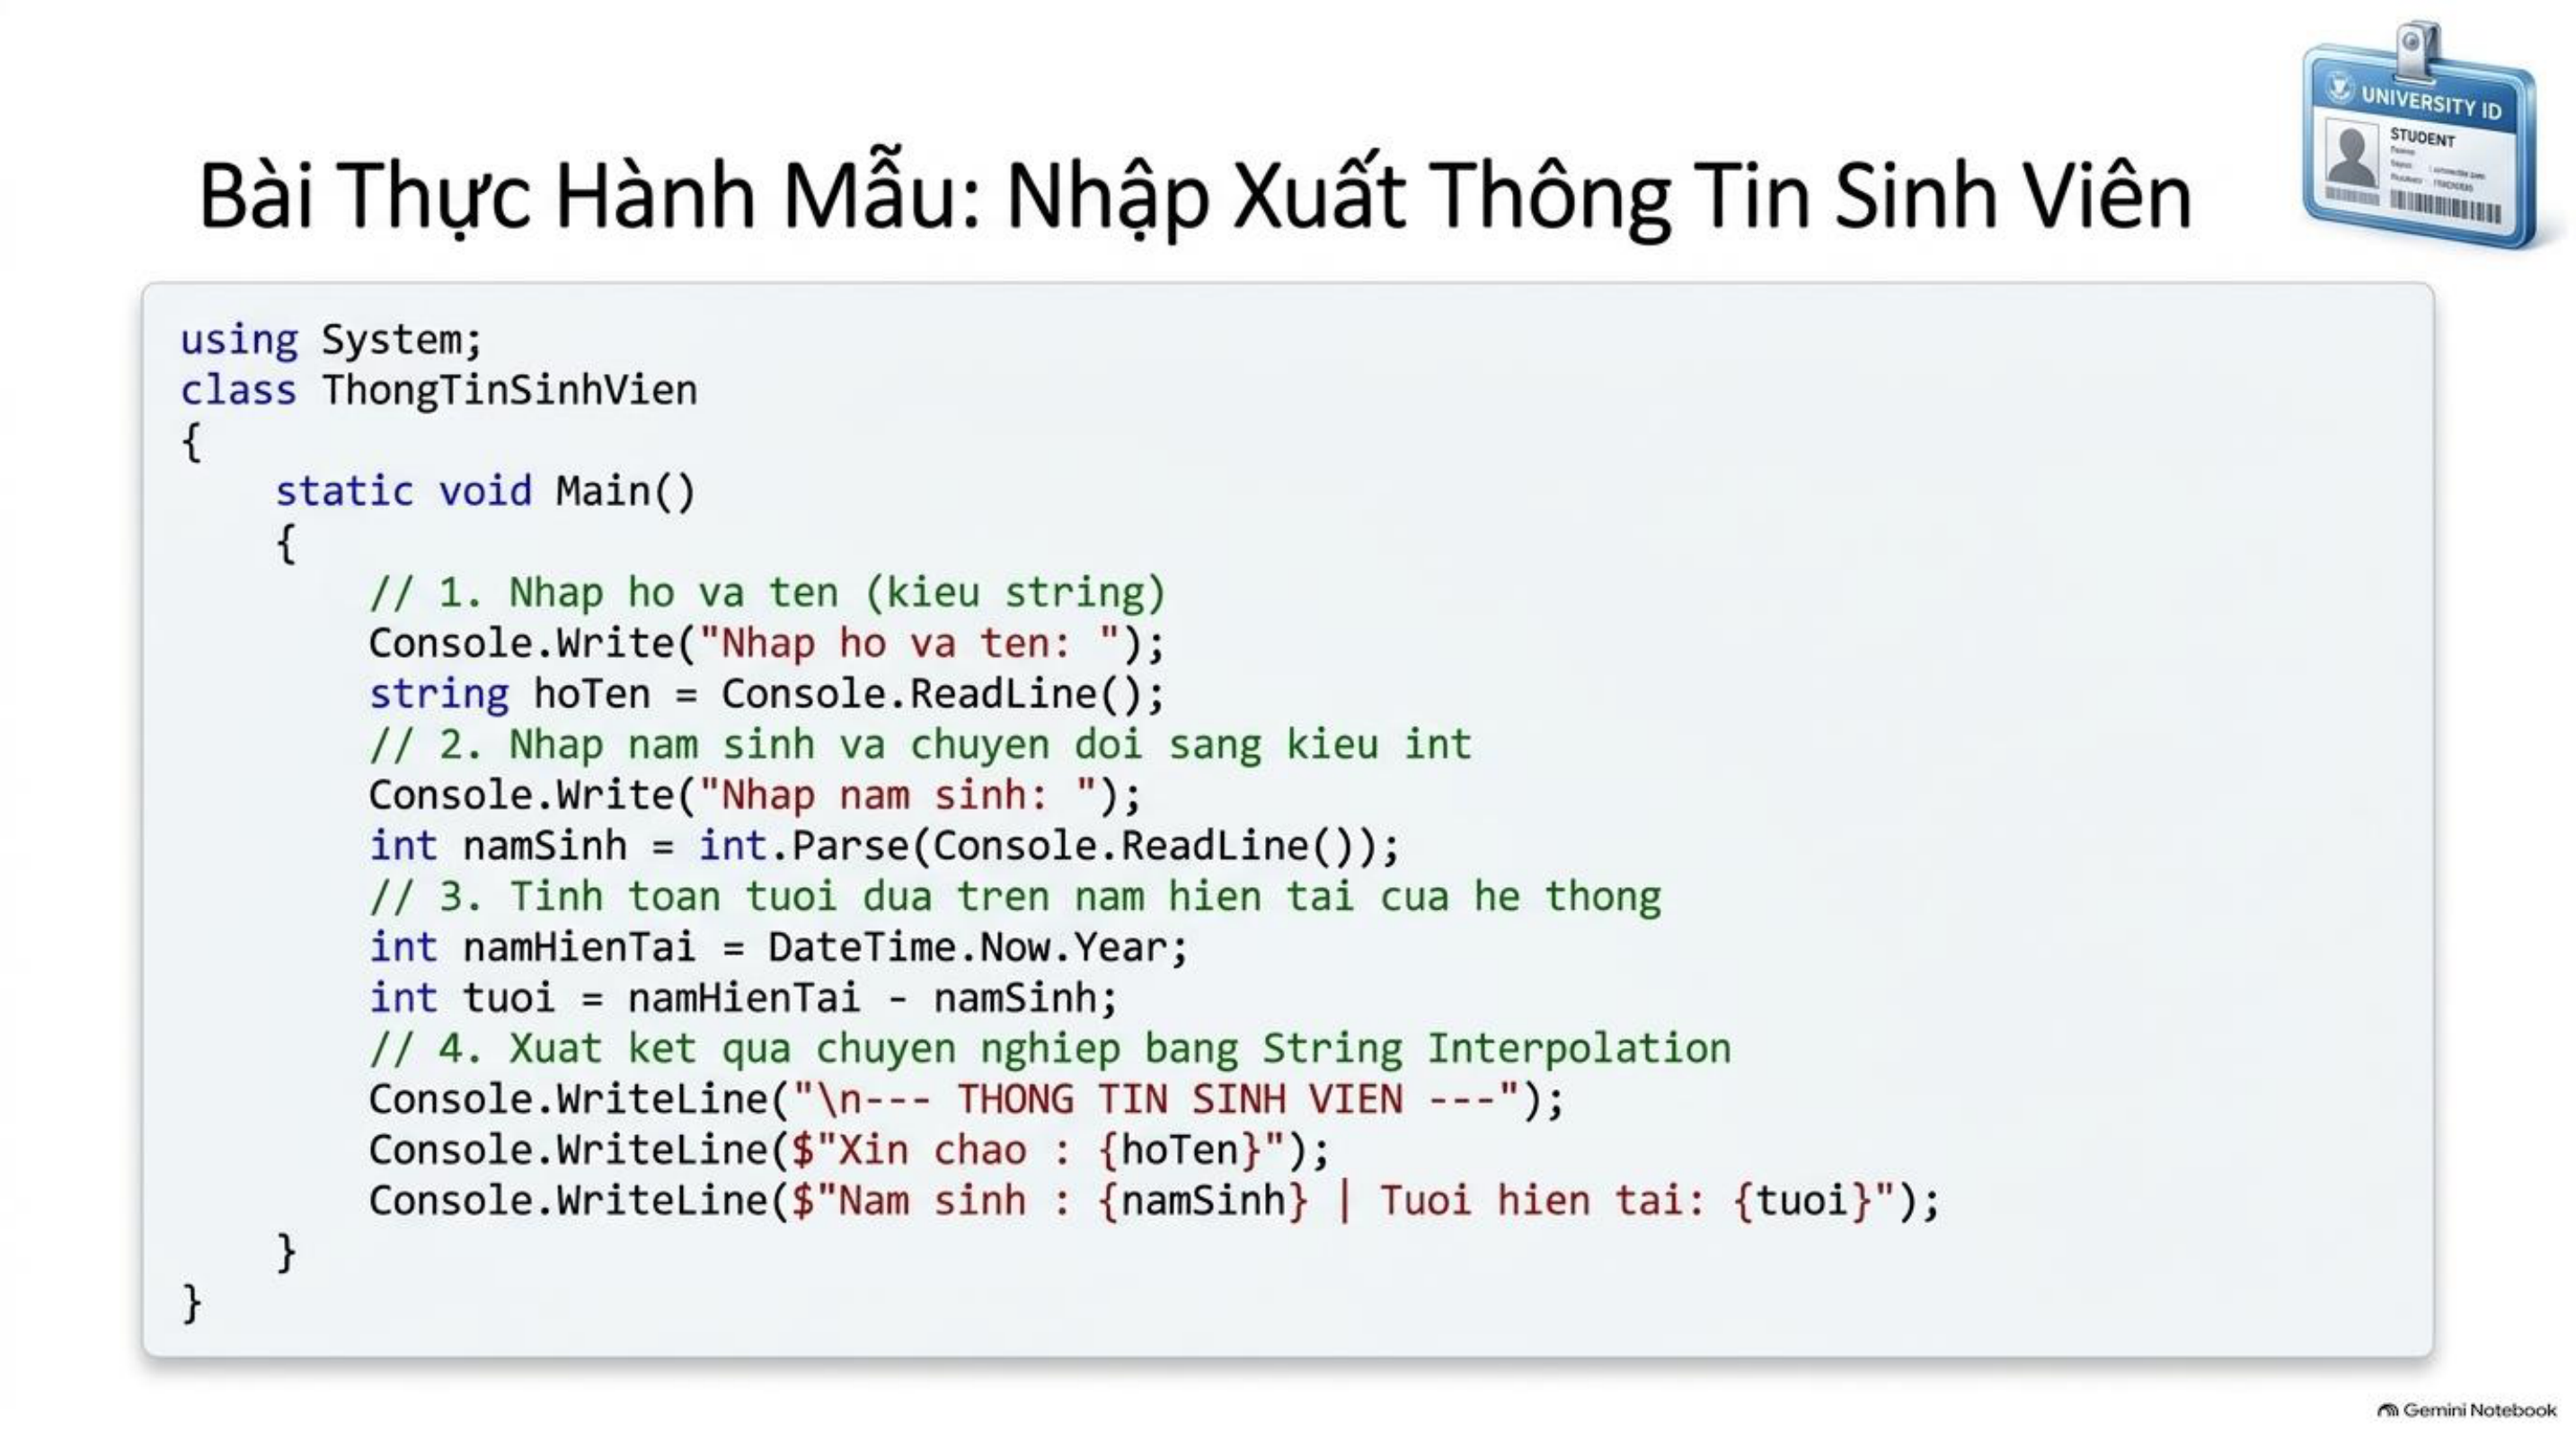 UNIVERSITY ID
STUDENT
Bài Thực Hành Mẫu: Nhập Xuất Thông Tin Sinh Viên
using System;
class ThongTinSinhVien
{
    static void Main()
    {
        // 1. Nhap ho va ten (kieu string)
        Console.Write("Nhap ho va ten: ");
        string hoTen = Console.ReadLine();
        // 2. Nhap nam sinh va chuyen doi sang kieu int
        Console.Write("Nhap nam sinh: ");
        int namSinh = int.Parse(Console.ReadLine());
        // 3. Tinh toan tuoi dua tren nam hien tai cua he thong
        int namHienTai = DateTime.Now.Year;
        int tuoi = namHienTai - namSinh;
        // 4. Xuat ket qua chuyen nghiep bang String Interpolation
        Console.WriteLine("\n--- THONG TIN SINH VIEN ---");
        Console.WriteLine($"Xin chao : {hoTen}");
        Console.WriteLine($"Nam sinh : {namSinh} | Tuoi hien tai: {tuoi}");
    }
}
Gemini Notebook